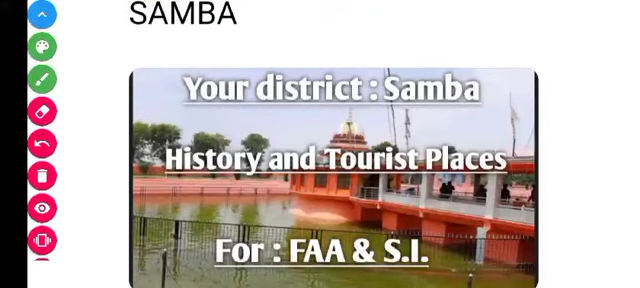 SAMBA
Your district : Samba
History and Tourist Places
For : FAA & S.I.